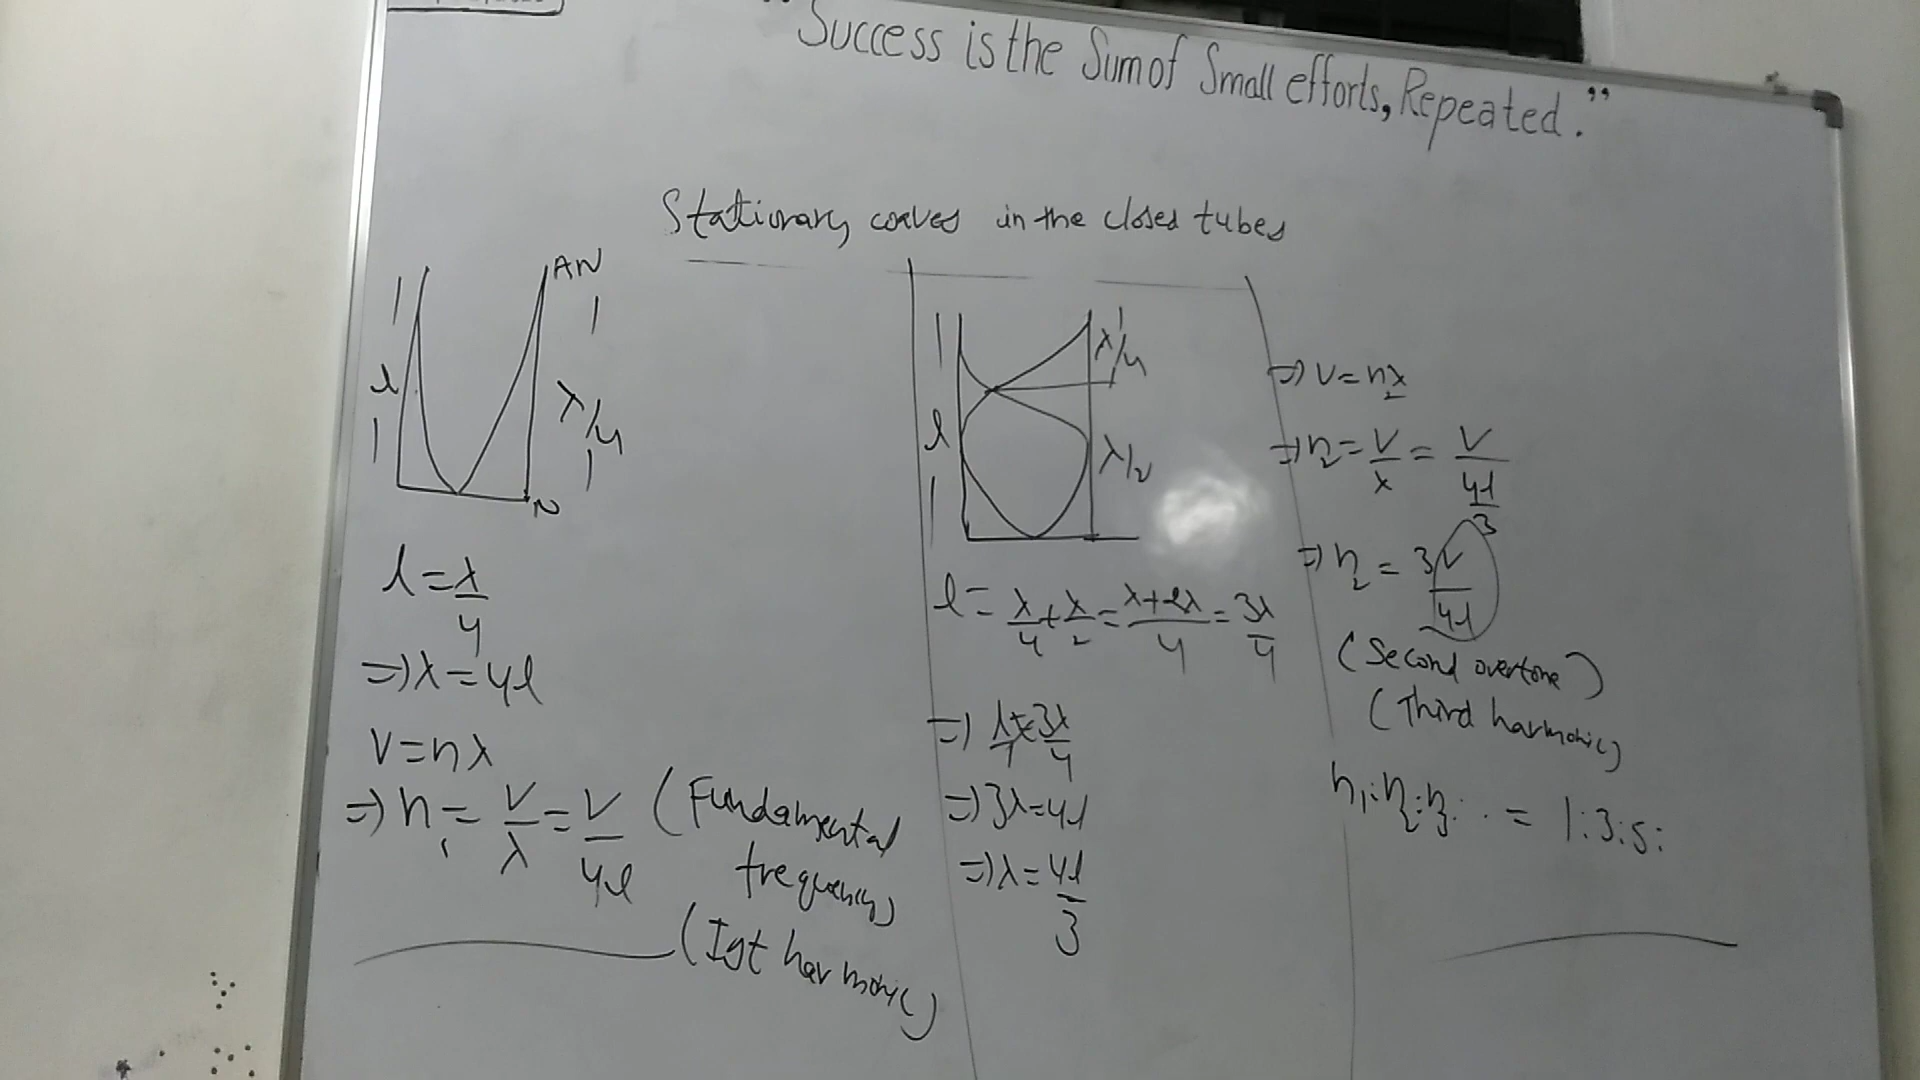 "Success is the Sum of Small efforts, Repeated."
Stationary waves in the closed tubes
AN
l
λ/4
N
l = λ/4
=) λ = 4l
v = nλ
=) n₁ = v/λ = v/4l (Fundamental
frequency)
(Ist harmonic)
l
λ/4
λ/2
l = λ/4 + λ/2 = λ+2λ/4 = 3λ/4
=) l/1 = 3λ/4
=) 3λ = 4l
=) λ = 4l/3
=) v = n₂λ
=) n₂ = v/λ = v/4l/3
=) n₂ = 3v/4l
(Second overtone)
(Third harmonic)
n₁:n₂:n₃: .. = 1:3:5: